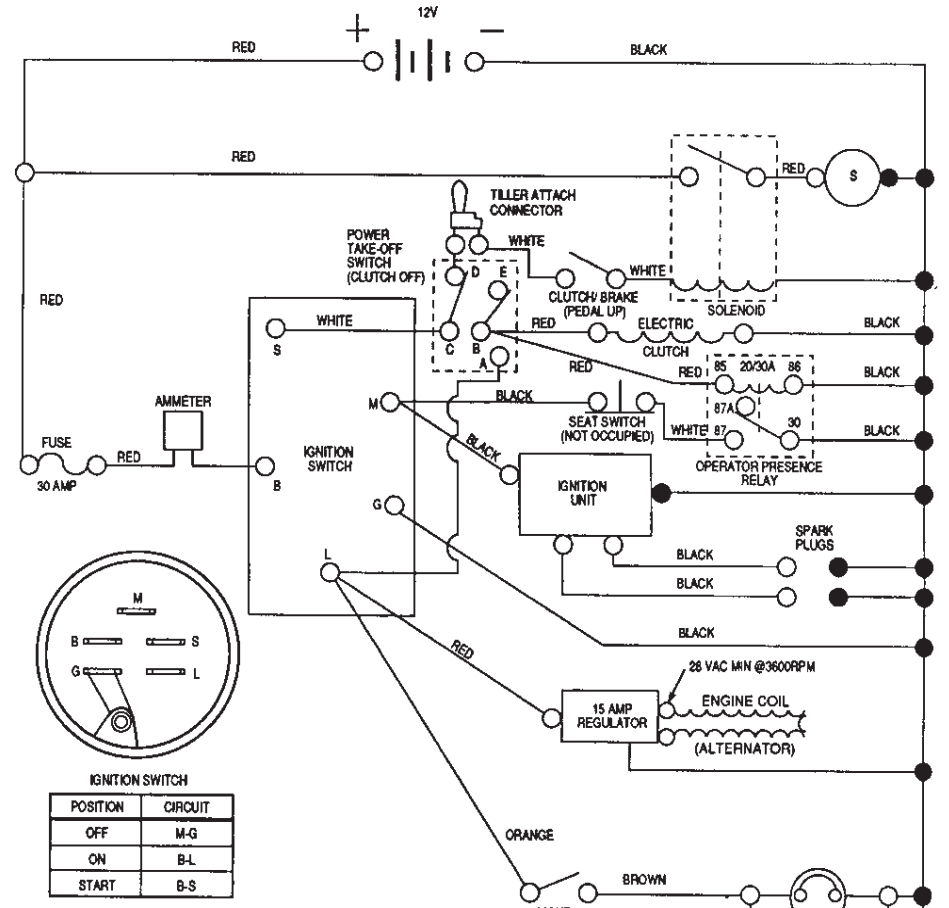 12V
+
−
RED
BLACK
RED
RED
S
TILLER ATTACH
CONNECTOR
POWER
TAKE-OFF
SWITCH
(CLUTCH OFF)
WHITE
D
E
WHITE
CLUTCH/BRAKE
(PEDAL UP)
SOLENOID
RED
WHITE
S
C
B
A
RED
ELECTRIC
CLUTCH
BLACK
RED
RED
85
20/30A
86
BLACK
AMMETER
M
BLACK
SEAT SWITCH
(NOT OCCUPIED)
WHITE
87A
87
30
BLACK
OPERATOR PRESENCE
RELAY
FUSE
30 AMP
RED
B
IGNITION
SWITCH
BLACK
IGNITION
UNIT
G
SPARK
PLUGS
L
BLACK
BLACK
BLACK
M
B
S
G
L
RED
28 VAC MIN @3600RPM
15 AMP
REGULATOR
ENGINE COIL
(ALTERNATOR)
IGNITION SWITCH
POSITION CIRCUIT
OFF M-G
ON B-L
START B-S
ORANGE
BROWN